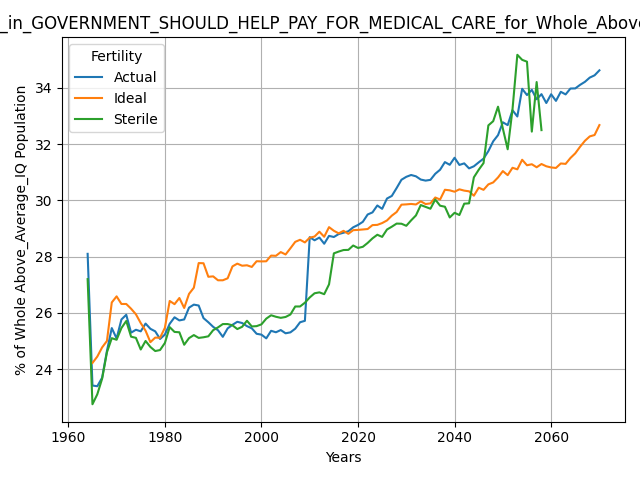 _in_GOVERNMENT_SHOULD_HELP_PAY_FOR_MEDICAL_CARE_for_Whole_Above
Fertility
Actual
Ideal
Sterile
% of Whole Above_Average_IQ Population
34
32
30
28
26
24
1960
1980
2000
2020
2040
2060
Years